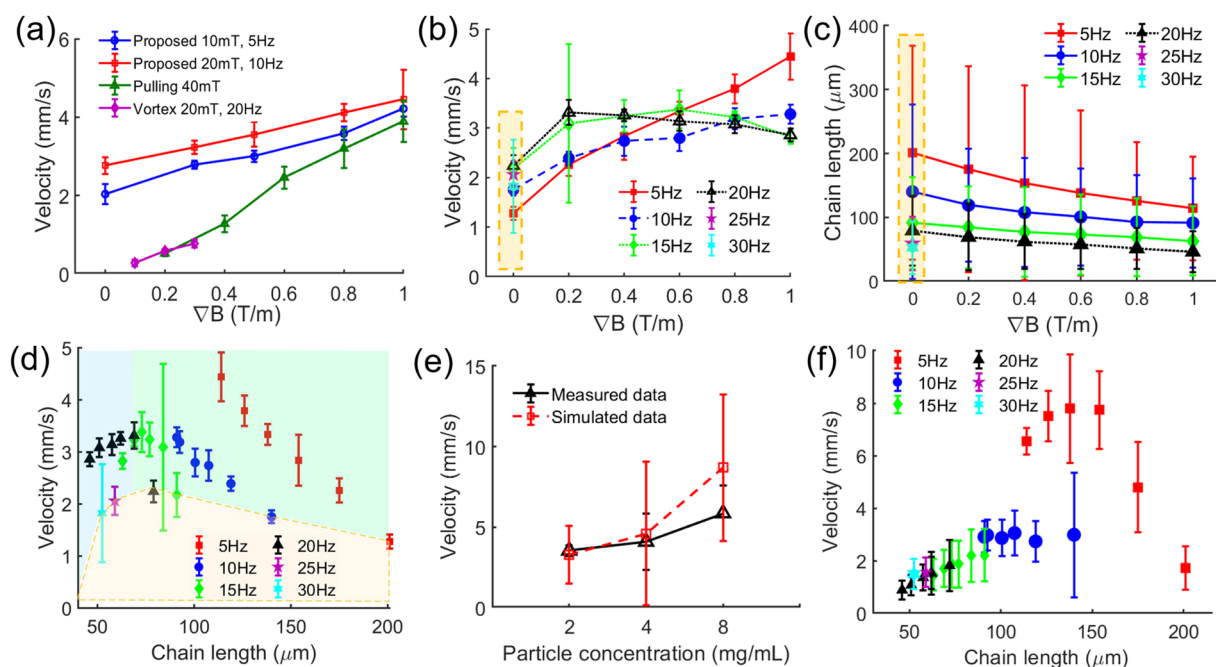 (a)
Velocity (mm/s)
6
4
2
0
Proposed 10mT, 5Hz
Proposed 20mT, 10Hz
Pulling 40mT
Vortex 20mT, 20Hz
0 0.2 0.4 0.6 0.8 1
∇B (T/m)
(b)
Velocity (mm/s)
5
4
3
2
1
0
5Hz 20Hz
10Hz 25Hz
15Hz 30Hz
0 0.2 0.4 0.6 0.8 1
∇B (T/m)
(c)
Chain length (μm)
400
300
200
100
0
5Hz 20Hz
10Hz 25Hz
15Hz 30Hz
0 0.2 0.4 0.6 0.8 1
∇B (T/m)
(d)
Velocity (mm/s)
5
4
3
2
1
0
5Hz 20Hz
10Hz 25Hz
15Hz 30Hz
50 100 150 200
Chain length (μm)
(e)
Velocity (mm/s)
15
10
5
0
Measured data
Simulated data
2 4 8
Particle concentration (mg/mL)
(f)
Velocity (mm/s)
10
8
6
4
2
0
5Hz 20Hz
10Hz 25Hz
15Hz 30Hz
50 100 150 200
Chain length (μm)